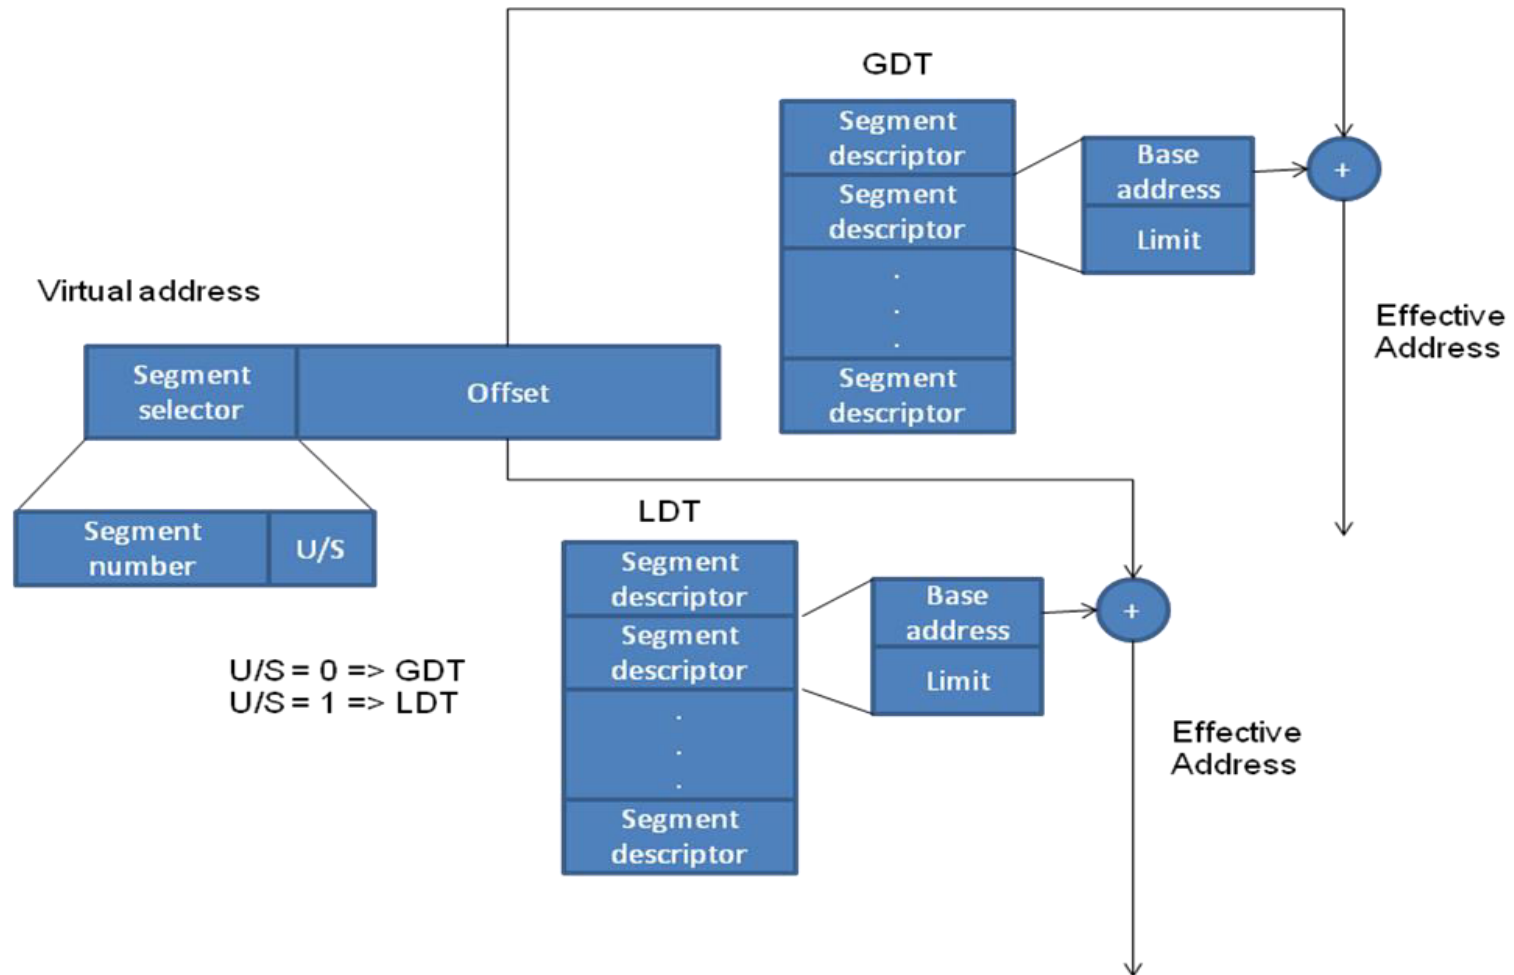 GDT
Segment
descriptor
Base
address
+
Segment
descriptor
Limit
.
.
.
Segment
descriptor
Effective
Address
Virtual address
Segment
selector
Offset
Segment
number
U/S
U/S = 0 => GDT
U/S = 1 => LDT
LDT
Segment
descriptor
Base
address
+
Segment
descriptor
Limit
.
.
.
Segment
descriptor
Effective
Address